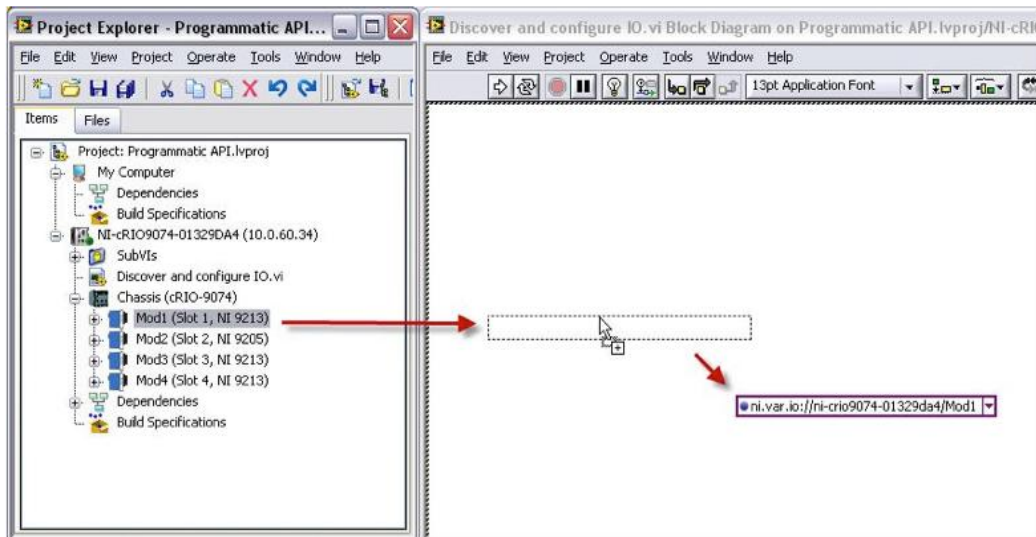 Project Explorer - Programmatic API...
File Edit View Project Operate Tools Window Help
Items Files
Project: Programmatic API.lvproj
My Computer
Dependencies
Build Specifications
NI-cRIO9074-01329DA4 (10.0.60.34)
SubVIs
Discover and configure IO.vi
Chassis (cRIO-9074)
Mod1 (Slot 1, NI 9213)
Mod2 (Slot 2, NI 9205)
Mod3 (Slot 3, NI 9213)
Mod4 (Slot 4, NI 9213)
Dependencies
Build Specifications
Discover and configure IO.vi Block Diagram on Programmatic API.lvproj/NI-cRI
File Edit View Project Operate Tools Window Help
13pt Application Font
ni.var.io://ni-crio9074-01329da4/Mod1